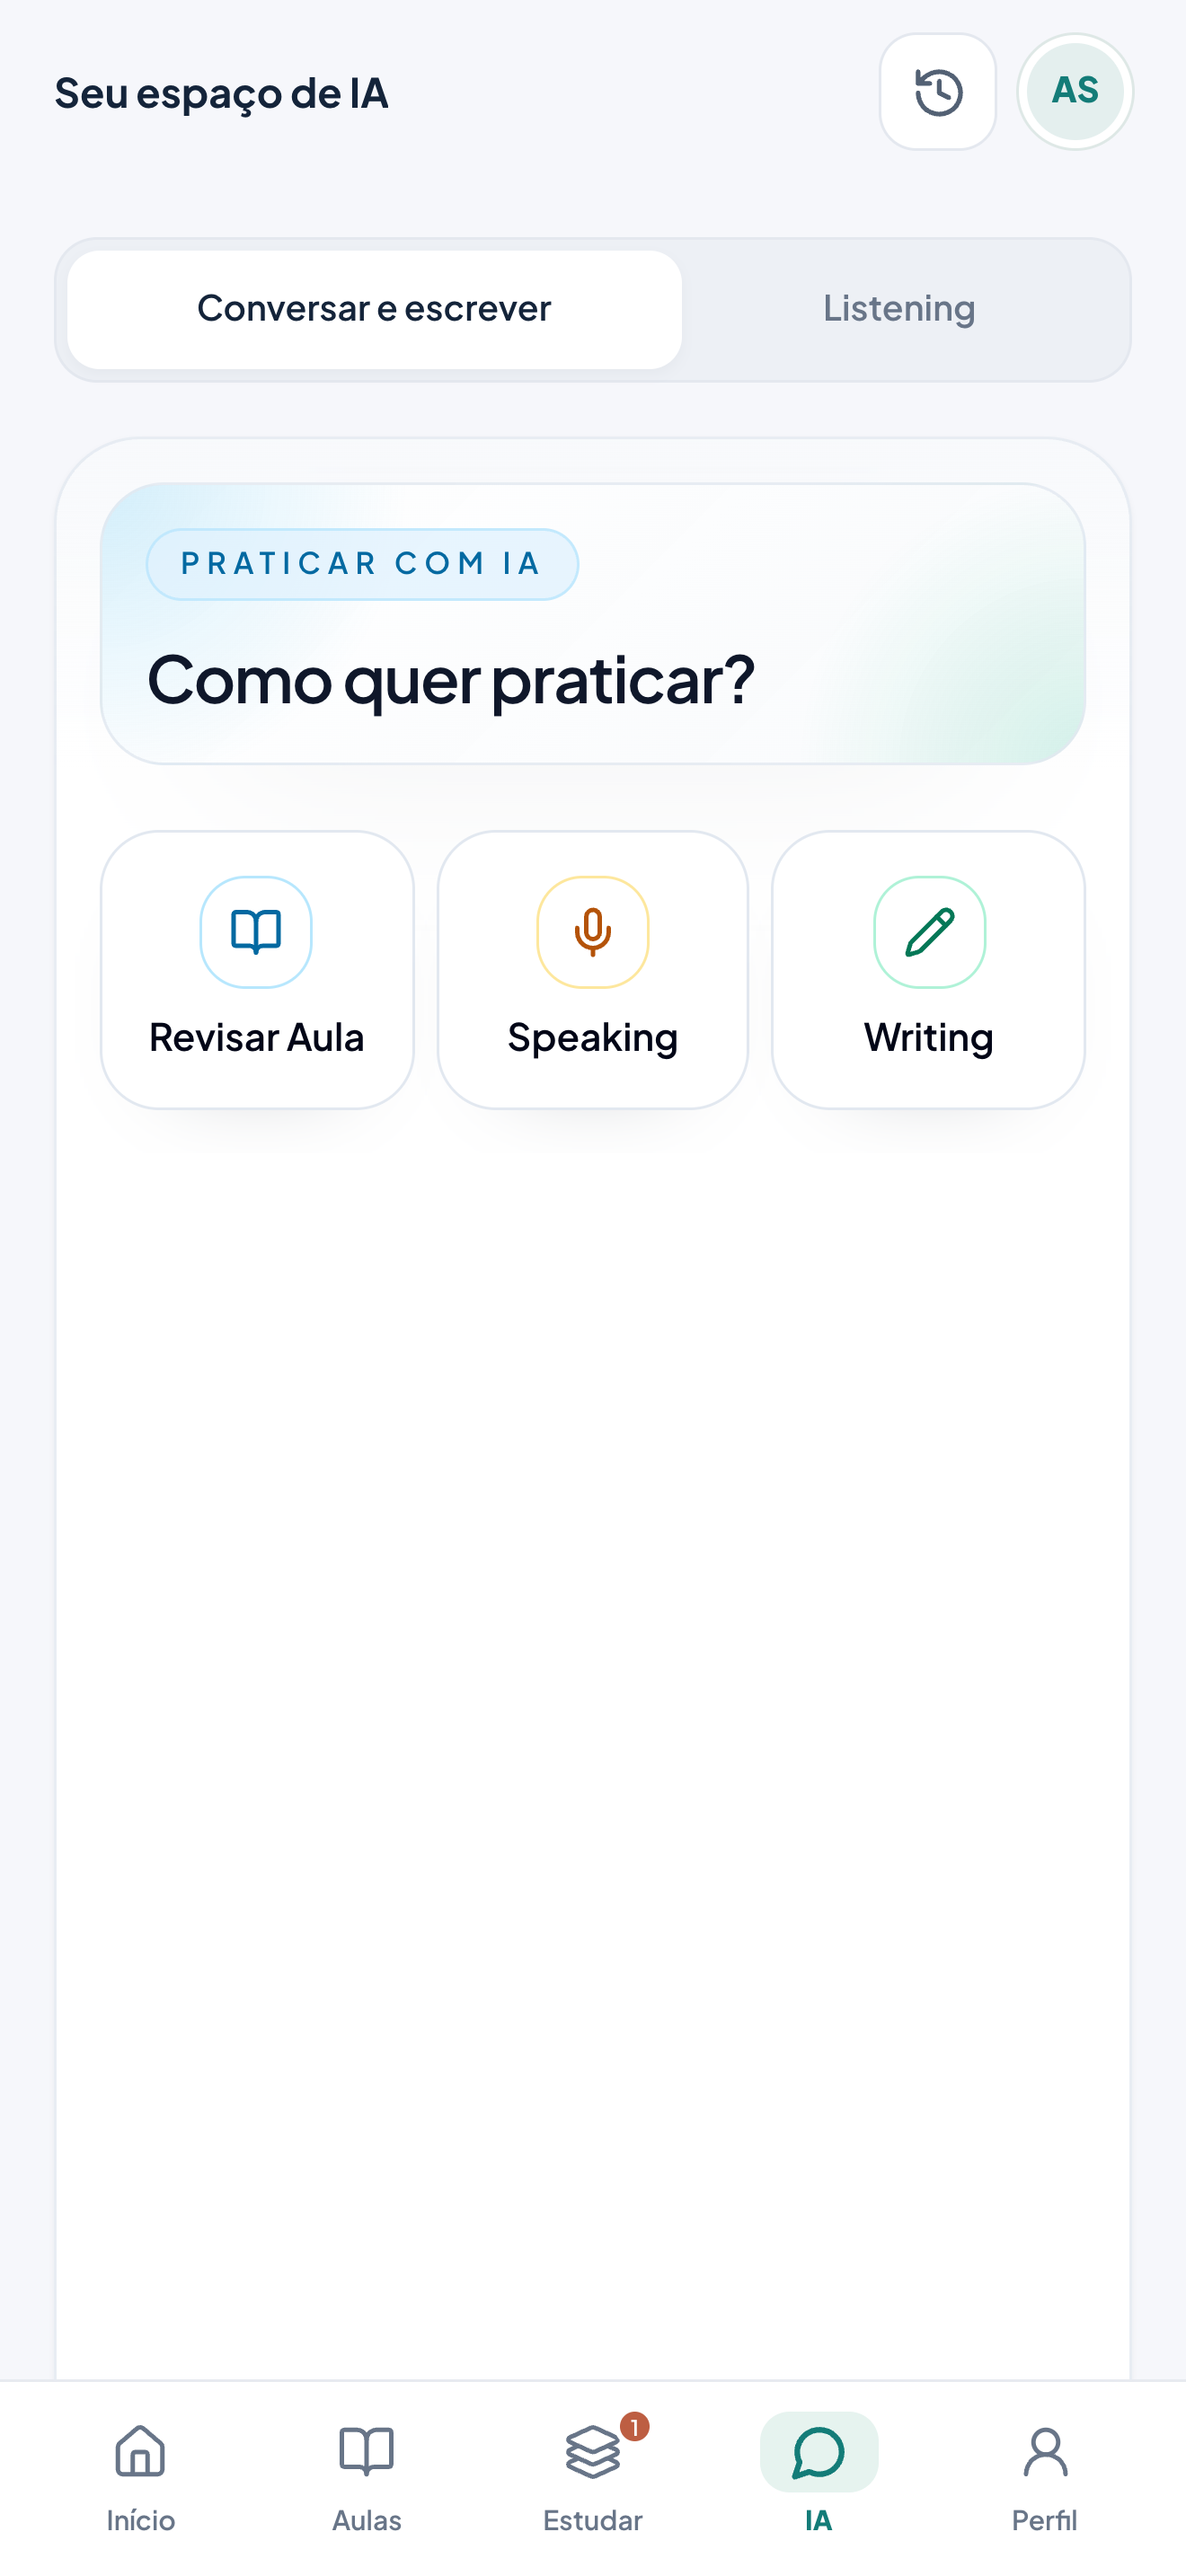 Seu espaço de IA
AS
Conversar e escrever
Listening
PRATICAR COM IA
Como quer praticar?
Revisar Aula
Speaking
Writing
1
Início
Aulas
Estudar
IA
Perfil